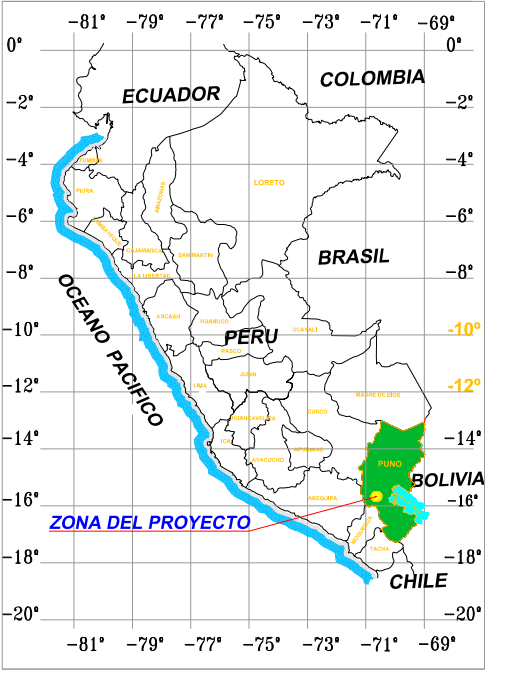 -81° -79° -77° -75° -73° -71° -69°
0° 0°
-2° -2°
-4° -4°
-6° -6°
-8° -8°
-10° -10°
-12° -12°
-14° -14°
-16° -16°
-18° -18°
-20° -20°
-81° -79° -77° -75° -73° -71° -69°
ECUADOR
COLOMBIA
BRASIL
PERU
BOLIVIA
CHILE
OCEANO PACIFICO
ZONA DEL PROYECTO
TUMBES
PIURA
AMAZONAS
LORETO
LAMBAYEQUE
CAJAMARCA
SAN MARTIN
LA LIBERTAD
ANCASH
HUANUCO
UCAYALI
PASCO
JUNIN
LIMA
MADRE DE DIOS
HUANCAVELICA
CUSCO
ICA
AYACUCHO
APURIMAC
PUNO
AREQUIPA
MOQUEGUA
TACNA